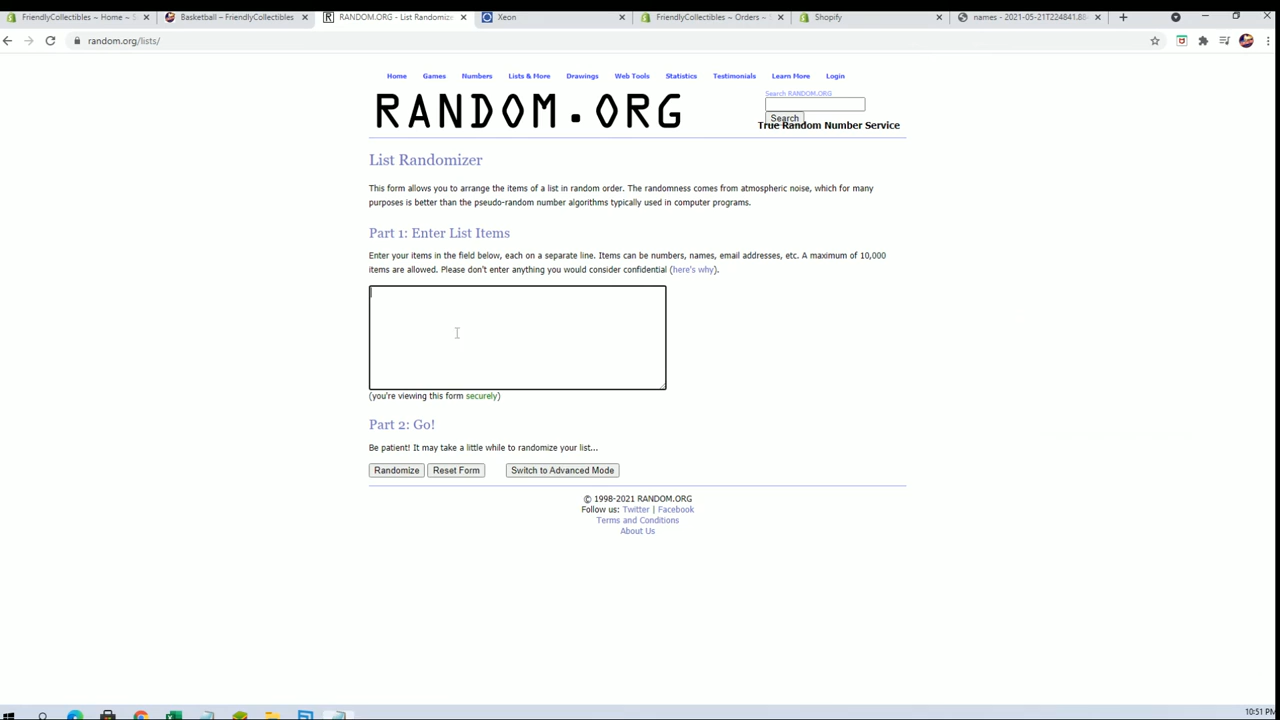 FriendlyCollectibles ~ Home ~ S
Basketball – FriendlyCollectibles
RANDOM.ORG - List Randomizer
Xeon
FriendlyCollectibles ~ Orders ~ S
Shopify
names - 2021-05-21T224841.88
random.org/lists/
Home Games Numbers Lists & More Drawings Web Tools Statistics Testimonials Learn More Login
RANDOM.ORG
Search RANDOM.ORG
Search
True Random Number Service
List Randomizer
This form allows you to arrange the items of a list in random order. The randomness comes from atmospheric noise, which for many
purposes is better than the pseudo-random number algorithms typically used in computer programs.
Part 1: Enter List Items
Enter your items in the field below, each on a separate line. Items can be numbers, names, email addresses, etc. A maximum of 10,000
items are allowed. Please don't enter anything you would consider confidential (here's why).
(you're viewing this form securely)
Part 2: Go!
Be patient! It may take a little while to randomize your list...
Randomize Reset Form Switch to Advanced Mode
© 1998-2021 RANDOM.ORG
Follow us: Twitter | Facebook
Terms and Conditions
About Us
10:51 PM